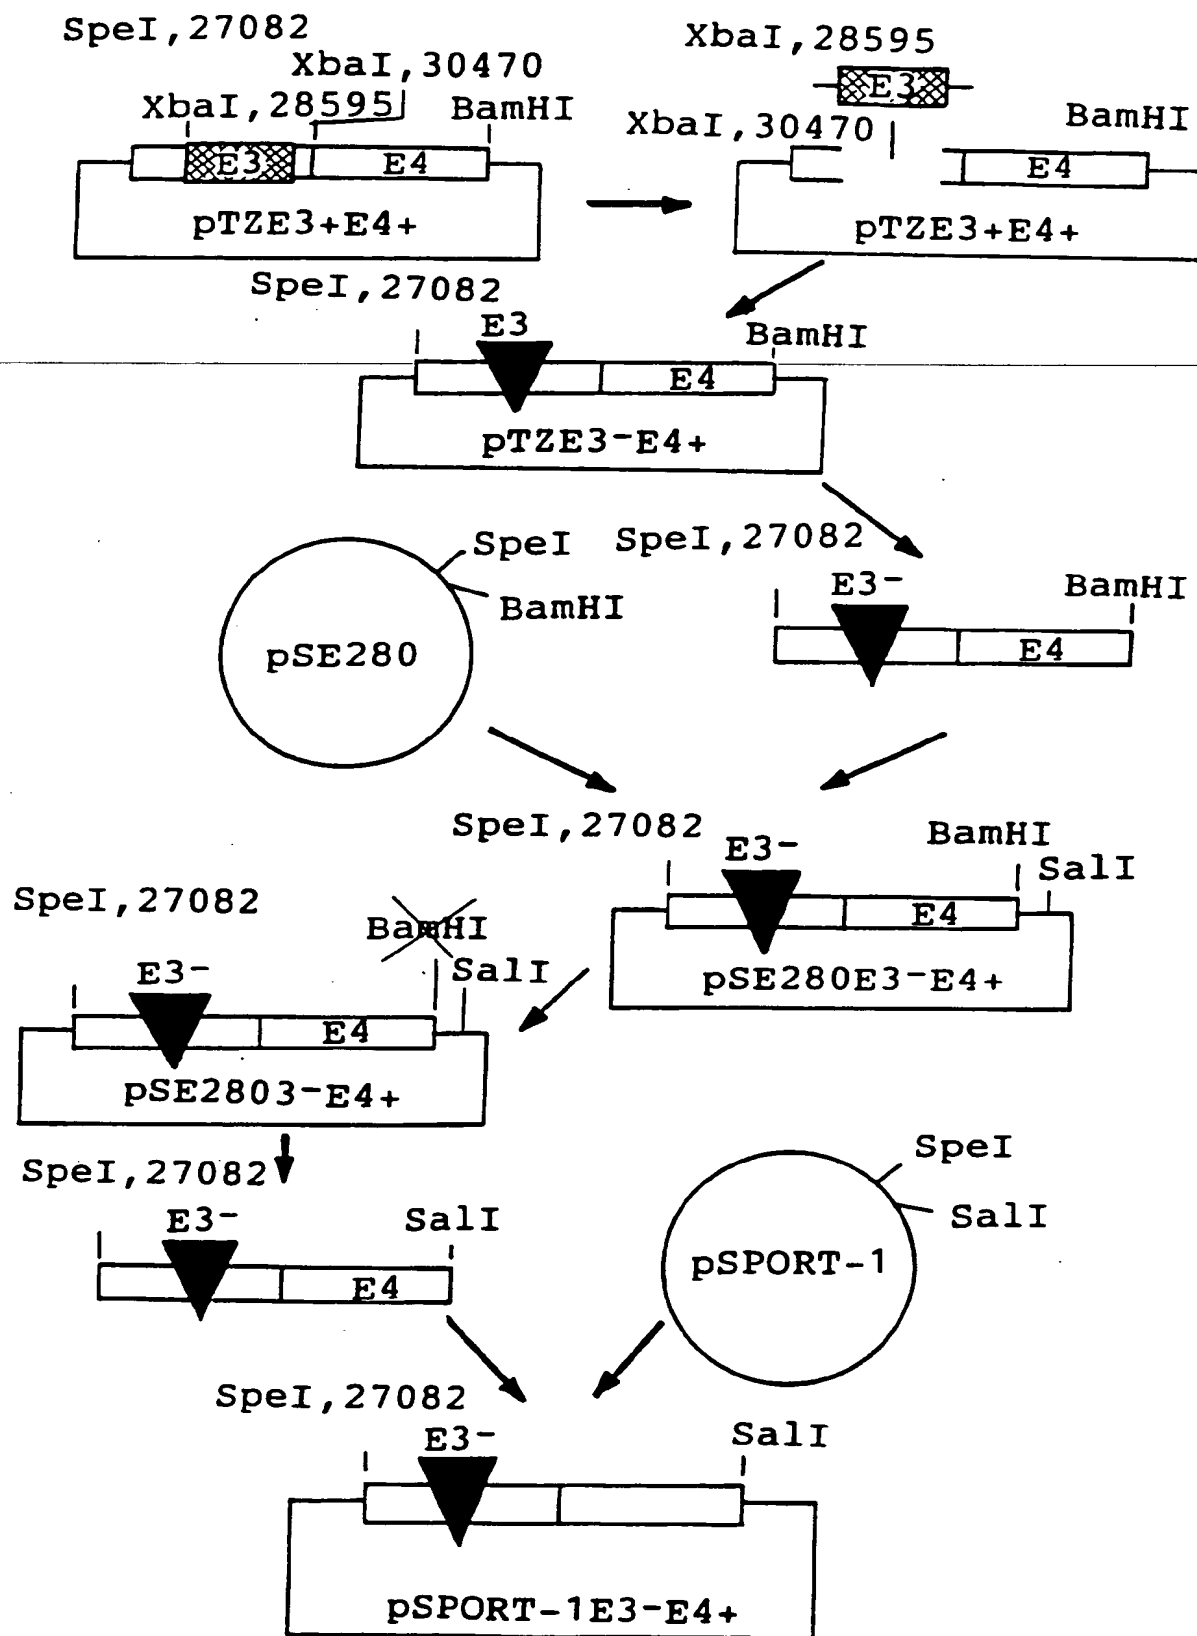 SpeI,27082
XbaI,30470
XbaI,28595
BamHI
E3
E4
pTZE3+E4+
XbaI,28595
E3
XbaI,30470
BamHI
E4
pTZE3+E4+
SpeI,27082
E3
BamHI
E4
pTZE3-E4+
SpeI
BamHI
pSE280
SpeI,27082
E3-
BamHI
E4
SpeI,27082
E3-
BamHI
SalI
E4
pSE280E3-E4+
SpeI,27082
BamHI
E3-
SalI
E4
pSE2803-E4+
SpeI,27082
E3-
SalI
E4
SpeI
SalI
pSPORT-1
SpeI,27082
E3-
SalI
pSPORT-1E3-E4+